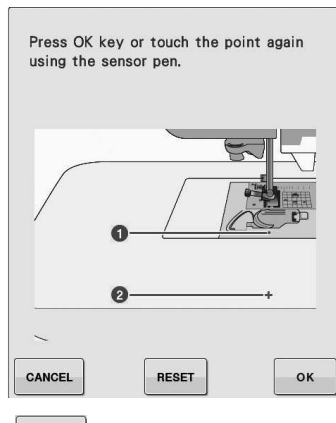 Press OK key or touch the point again
using the sensor pen.
1
2
CANCEL RESET OK